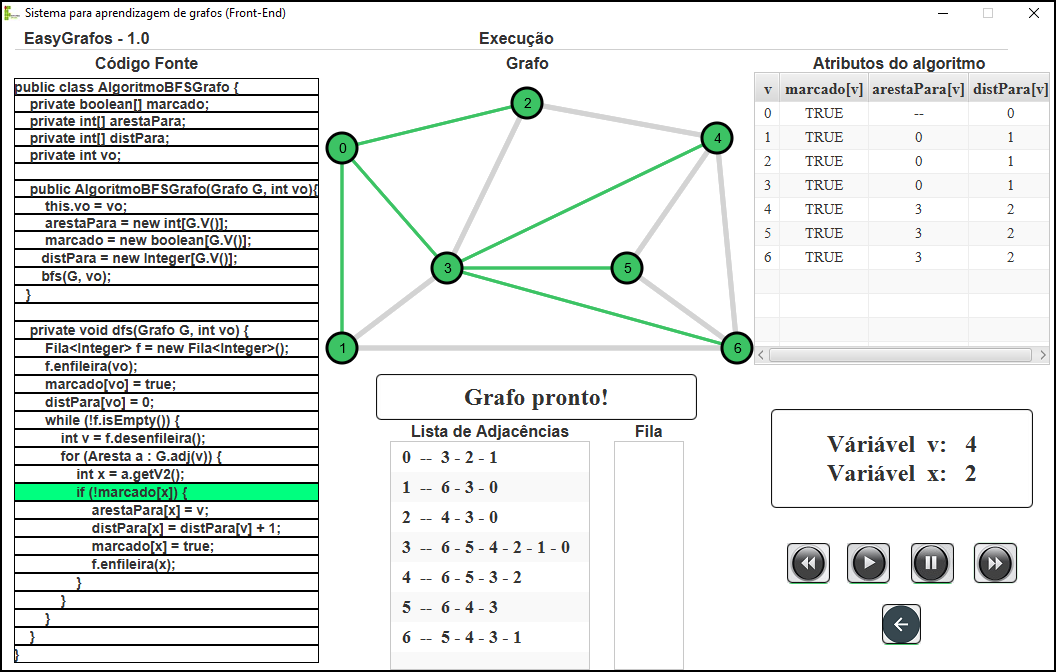 Sistema para aprendizagem de grafos (Front-End)
EasyGrafos - 1.0
Execução
Código Fonte
public class AlgoritmoBFSGrafo {
private boolean[] marcado;
private int[] arestaPara;
private int[] distPara;
private int vo;
public AlgoritmoBFSGrafo(Grafo G, int vo){
this.vo = vo;
arestaPara = new int[G.V()];
marcado = new boolean[G.V()];
distPara = new Integer[G.V()];
bfs(G, vo);
}
private void dfs(Grafo G, int vo) {
Fila<Integer> f = new Fila<Integer>();
f.enfileira(vo);
marcado[vo] = true;
distPara[vo] = 0;
while (!f.isEmpty()) {
int v = f.desenfileira();
for (Aresta a : G.adj(v)) {
int x = a.getV2();
if (!marcado[x]) {
arestaPara[x] = v;
distPara[x] = distPara[v] + 1;
marcado[x] = true;
f.enfileira(x);
}
}
}
}
}
Grafo
2
0
4
3
5
1
6
Grafo pronto!
Lista de Adjacências
0 -- 3 - 2 - 1
1 -- 6 - 3 - 0
2 -- 4 - 3 - 0
3 -- 6 - 5 - 4 - 2 - 1 - 0
4 -- 6 - 5 - 3 - 2
5 -- 6 - 4 - 3
6 -- 5 - 4 - 3 - 1
Fila
Atributos do algoritmo
v marcado[v] arestaPara[v] distPara[v]
0 TRUE -- 0
1 TRUE 0 1
2 TRUE 0 1
3 TRUE 0 1
4 TRUE 3 2
5 TRUE 3 2
6 TRUE 3 2
Váriável v: 4
Variável x: 2